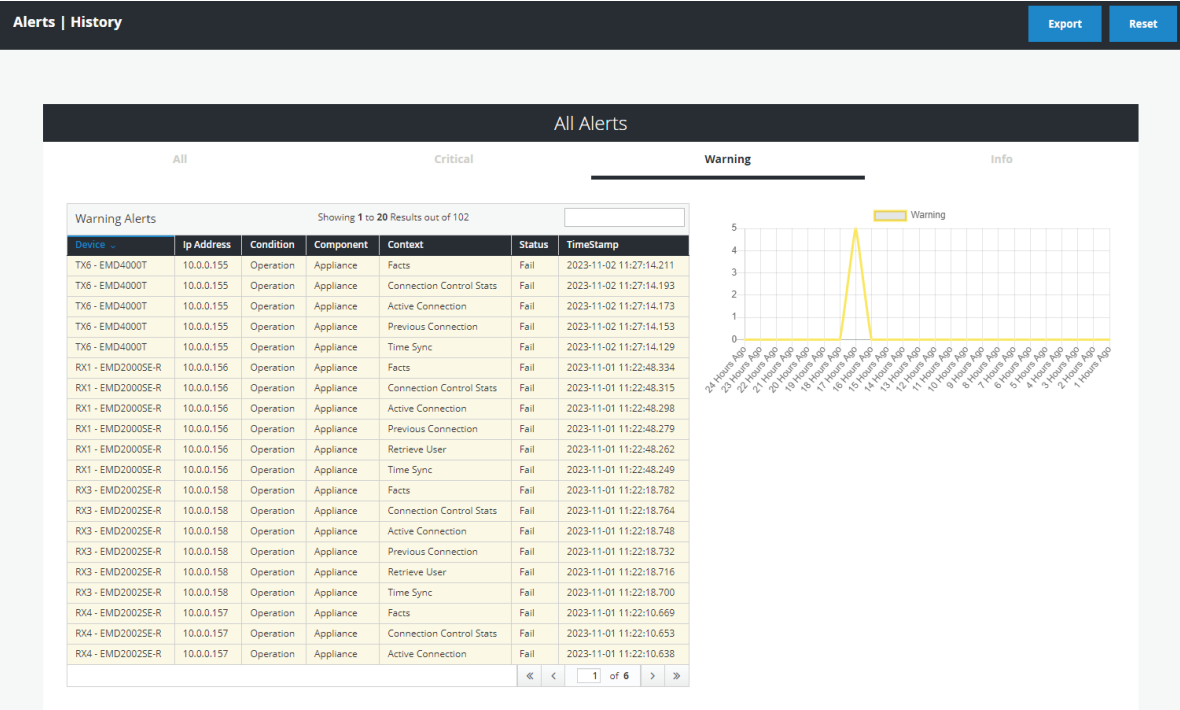 Alerts | History
Export
Reset
All Alerts
All
Critical
Warning
Info
Warning Alerts
Showing 1 to 20 Results out of 102
Device Ip Address Condition Component Context Status TimeStamp
TX6 - EMD4000T 10.0.0.155 Operation Appliance Facts Fail 2023-11-02 11:27:14.211
TX6 - EMD4000T 10.0.0.155 Operation Appliance Connection Control Stats Fail 2023-11-02 11:27:14.193
TX6 - EMD4000T 10.0.0.155 Operation Appliance Active Connection Fail 2023-11-02 11:27:14.173
TX6 - EMD4000T 10.0.0.155 Operation Appliance Previous Connection Fail 2023-11-02 11:27:14.153
TX6 - EMD4000T 10.0.0.155 Operation Appliance Time Sync Fail 2023-11-02 11:27:14.129
RX1 - EMD2000SE-R 10.0.0.156 Operation Appliance Facts Fail 2023-11-01 11:22:48.334
RX1 - EMD2000SE-R 10.0.0.156 Operation Appliance Connection Control Stats Fail 2023-11-01 11:22:48.315
RX1 - EMD2000SE-R 10.0.0.156 Operation Appliance Active Connection Fail 2023-11-01 11:22:48.298
RX1 - EMD2000SE-R 10.0.0.156 Operation Appliance Previous Connection Fail 2023-11-01 11:22:48.279
RX1 - EMD2000SE-R 10.0.0.156 Operation Appliance Retrieve User Fail 2023-11-01 11:22:48.262
RX1 - EMD2000SE-R 10.0.0.156 Operation Appliance Time Sync Fail 2023-11-01 11:22:48.249
RX3 - EMD2002SE-R 10.0.0.158 Operation Appliance Facts Fail 2023-11-01 11:22:18.782
RX3 - EMD2002SE-R 10.0.0.158 Operation Appliance Connection Control Stats Fail 2023-11-01 11:22:18.764
RX3 - EMD2002SE-R 10.0.0.158 Operation Appliance Active Connection Fail 2023-11-01 11:22:18.748
RX3 - EMD2002SE-R 10.0.0.158 Operation Appliance Previous Connection Fail 2023-11-01 11:22:18.732
RX3 - EMD2002SE-R 10.0.0.158 Operation Appliance Retrieve User Fail 2023-11-01 11:22:18.716
RX3 - EMD2002SE-R 10.0.0.158 Operation Appliance Time Sync Fail 2023-11-01 11:22:18.700
RX4 - EMD2002SE-R 10.0.0.157 Operation Appliance Facts Fail 2023-11-01 11:22:10.669
RX4 - EMD2002SE-R 10.0.0.157 Operation Appliance Connection Control Stats Fail 2023-11-01 11:22:10.653
RX4 - EMD2002SE-R 10.0.0.157 Operation Appliance Active Connection Fail 2023-11-01 11:22:10.638
« ‹ 1 of 6 › »
Warning
5
4
3
2
1
0
24 Hours Ago
23 Hours Ago
22 Hours Ago
21 Hours Ago
20 Hours Ago
19 Hours Ago
18 Hours Ago
17 Hours Ago
16 Hours Ago
15 Hours Ago
14 Hours Ago
13 Hours Ago
12 Hours Ago
11 Hours Ago
10 Hours Ago
9 Hours Ago
8 Hours Ago
7 Hours Ago
6 Hours Ago
5 Hours Ago
4 Hours Ago
3 Hours Ago
2 Hours Ago
1 Hours Ago